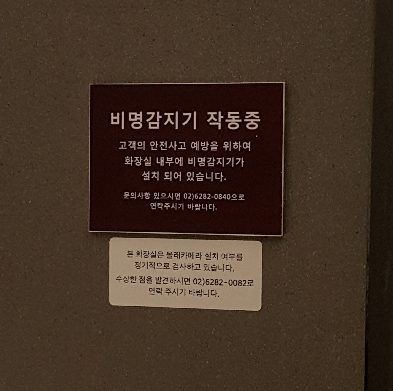 비명감지기 작동중
고객의 안전사고 예방을 위하여
화장실 내부에 비명감지기가
설치 되어 있습니다.
문의사항 있으시면 02)6282-0840으로
연락주시기 바랍니다.
본 화장실은 몰래카메라 설치 여부를
정기적으로 검사하고 있습니다.
수상한 점을 발견하시면 02)6282-0082로
연락 주시기 바랍니다.